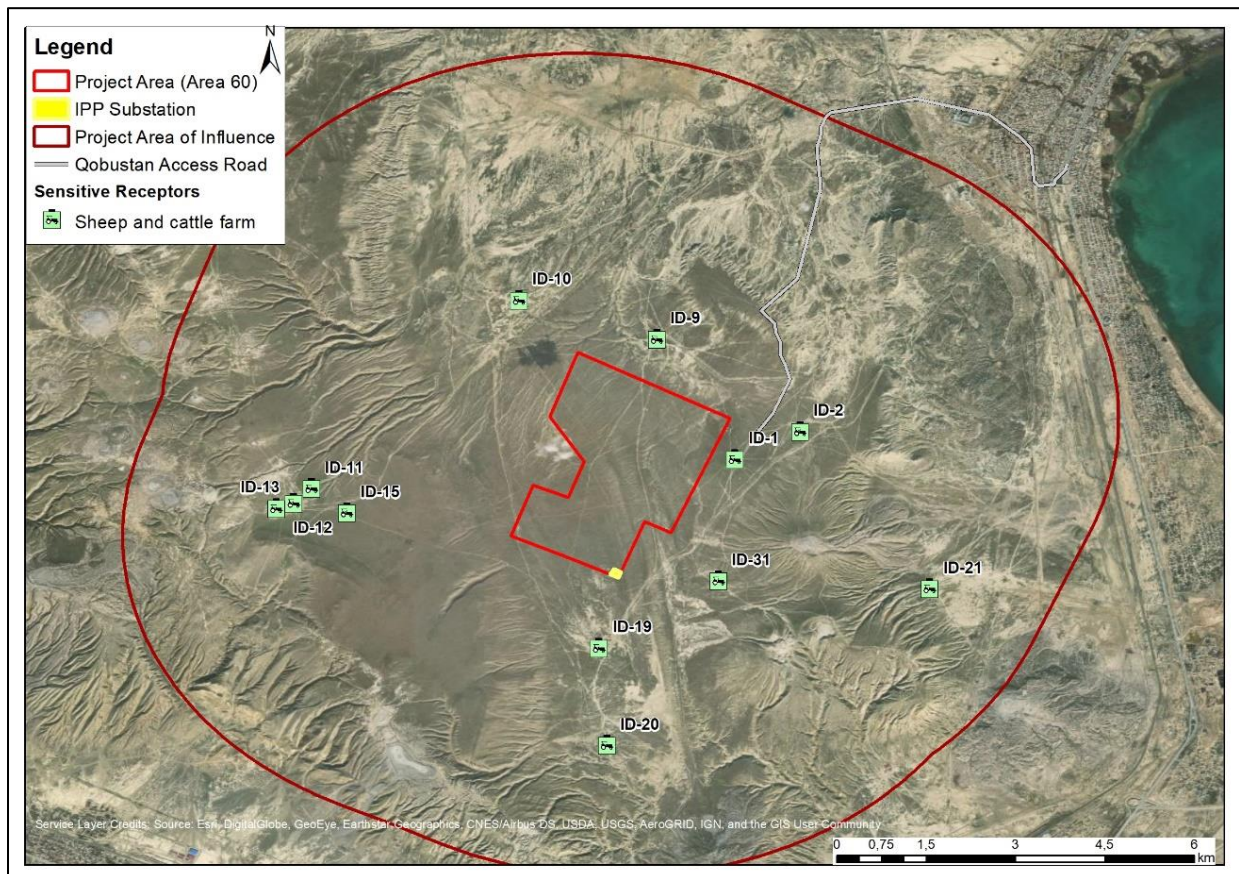 Legend
N
Project Area (Area 60)
IPP Substation
Project Area of Influence
Qobustan Access Road
Sensitive Receptors
Sheep and cattle farm
ID-10
ID-9
ID-2
ID-1
ID-11
ID-13
ID-15
ID-12
ID-31
ID-21
ID-19
ID-20
Service Layer Credits: Source: Esri, DigitalGlobe, GeoEye, Earthstar Geographics, CNES/Airbus DS, USDA, USGS, AeroGRID, IGN, and the GIS User Community
0 0,75 1,5 3 4,5 6
km